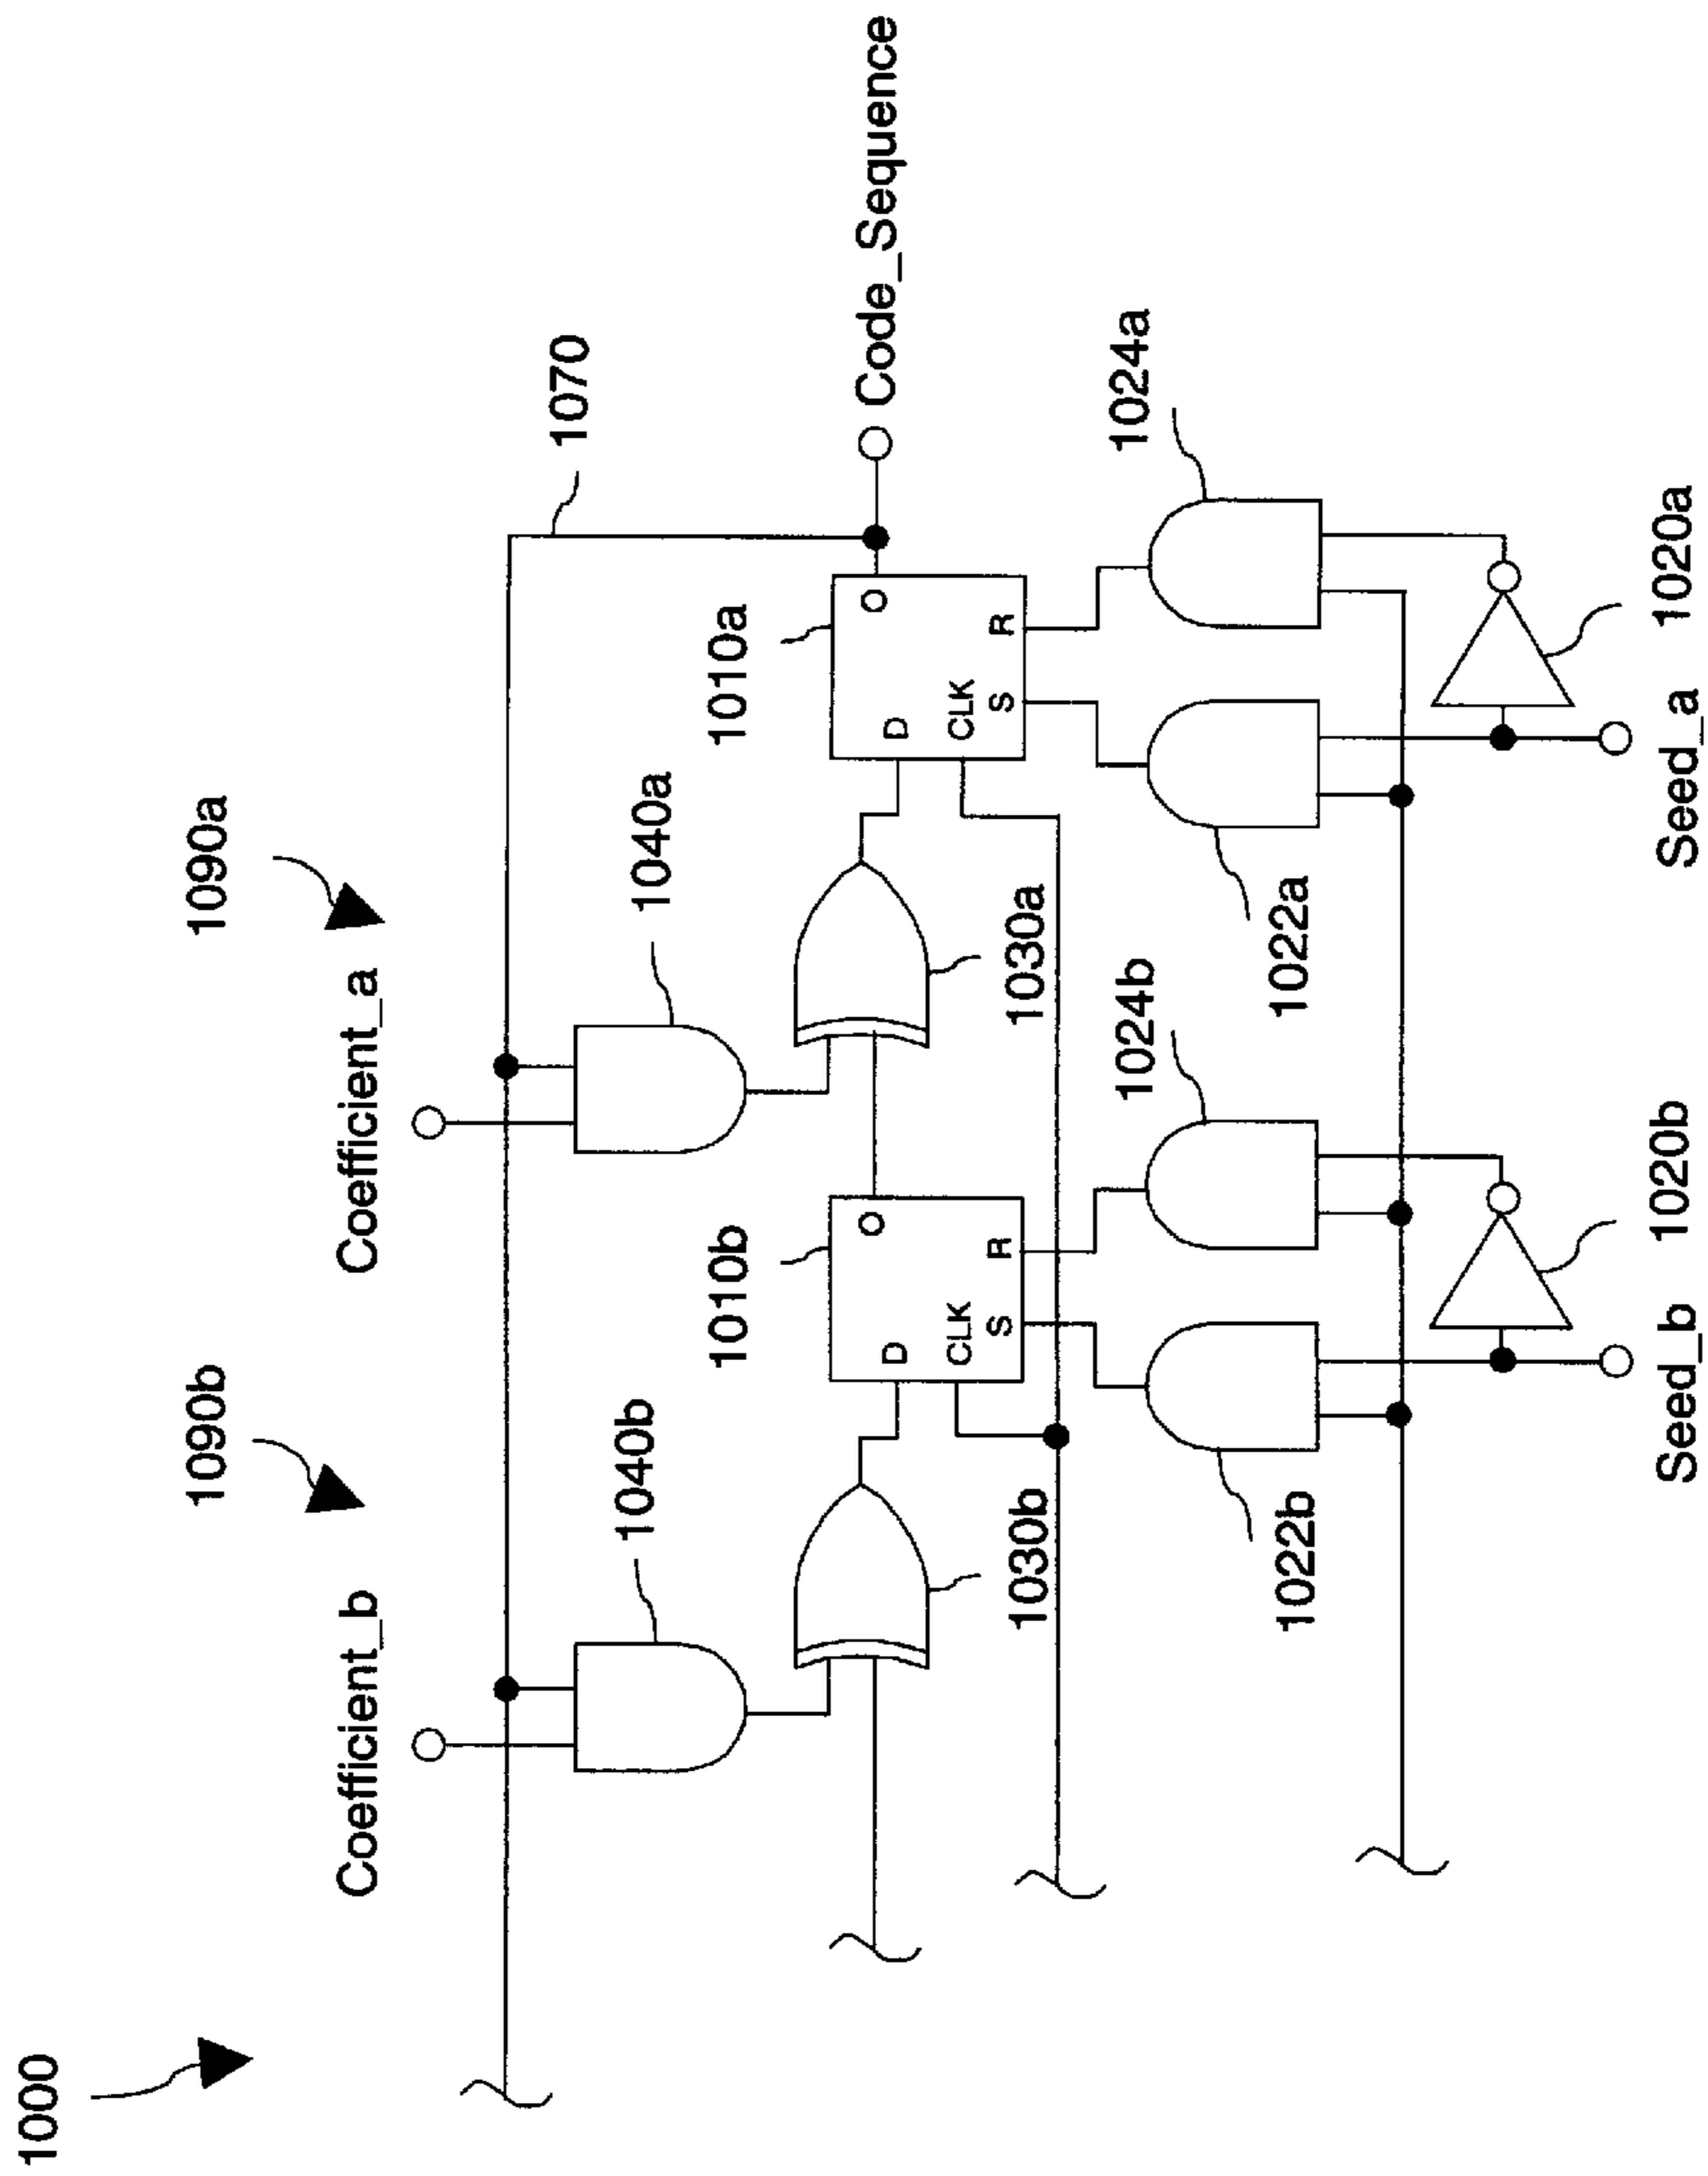 1000
1090b
1090a
Coefficient_b
Coefficient_a
1070
1040b
1040a
1010b
1010a
D
O
CLK
S
R
D
O
CLK
S
R
Code_Sequence
1030b
1030a
1022b
1024b
1022a
1024a
Seed_b
1020b
Seed_a
1020a